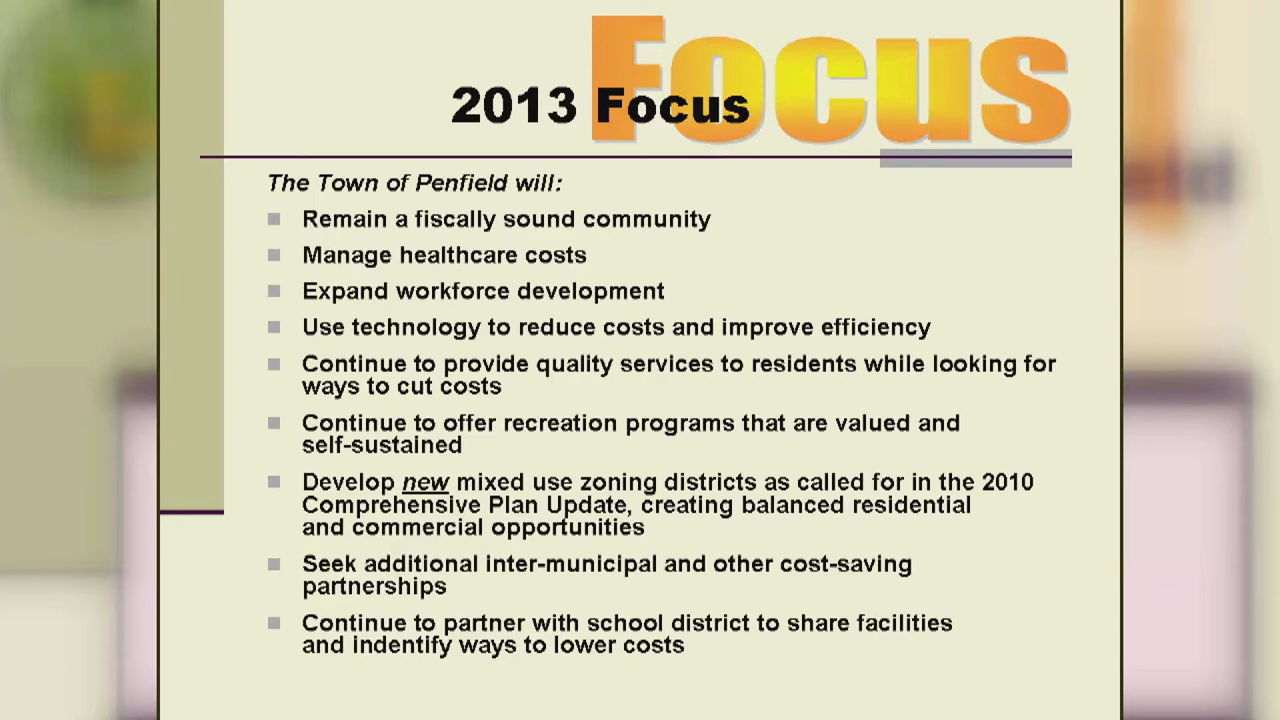 Focus
2013 Focus
The Town of Penfield will:
Remain a fiscally sound community
Manage healthcare costs
Expand workforce development
Use technology to reduce costs and improve efficiency
Continue to provide quality services to residents while looking for
ways to cut costs
Continue to offer recreation programs that are valued and
self-sustained
Develop new mixed use zoning districts as called for in the 2010
Comprehensive Plan Update, creating balanced residential
and commercial opportunities
Seek additional inter-municipal and other cost-saving
partnerships
Continue to partner with school district to share facilities
and indentify ways to lower costs